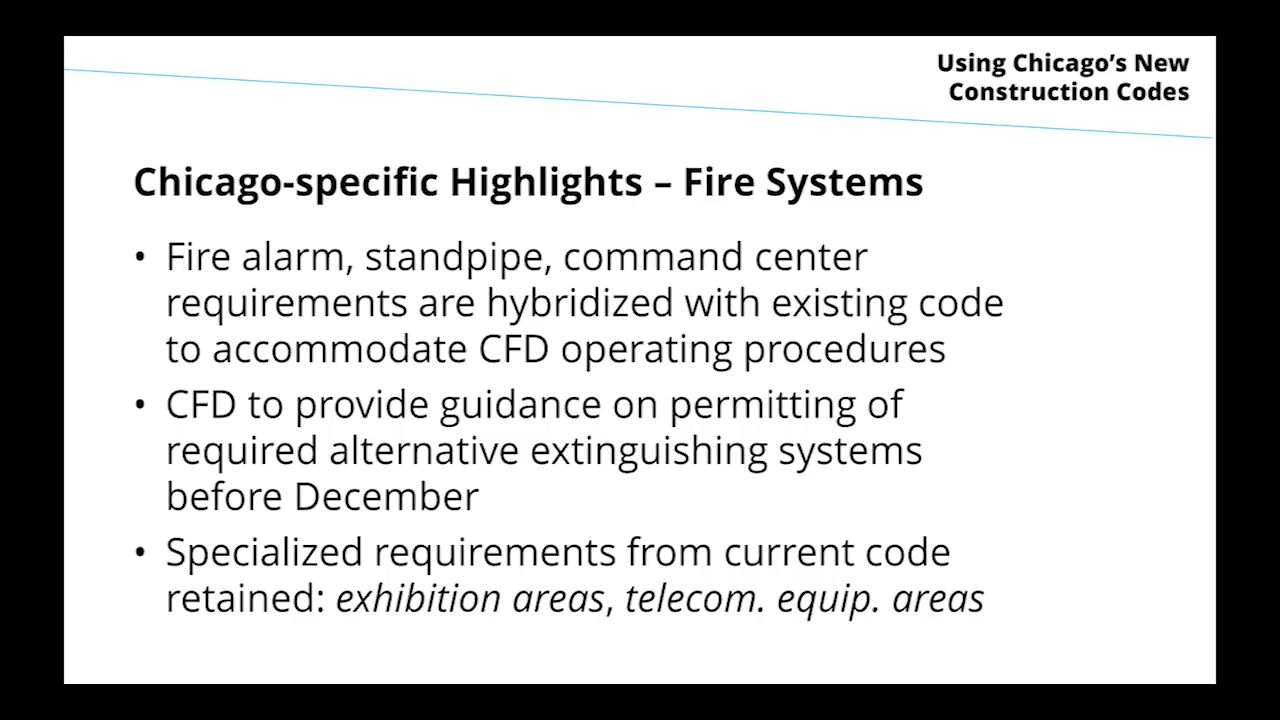 Using Chicago’s New
Construction Codes
Chicago-specific Highlights – Fire Systems
• Fire alarm, standpipe, command center
requirements are hybridized with existing code
to accommodate CFD operating procedures
• CFD to provide guidance on permitting of
required alternative extinguishing systems
before December
• Specialized requirements from current code
retained: exhibition areas, telecom. equip. areas